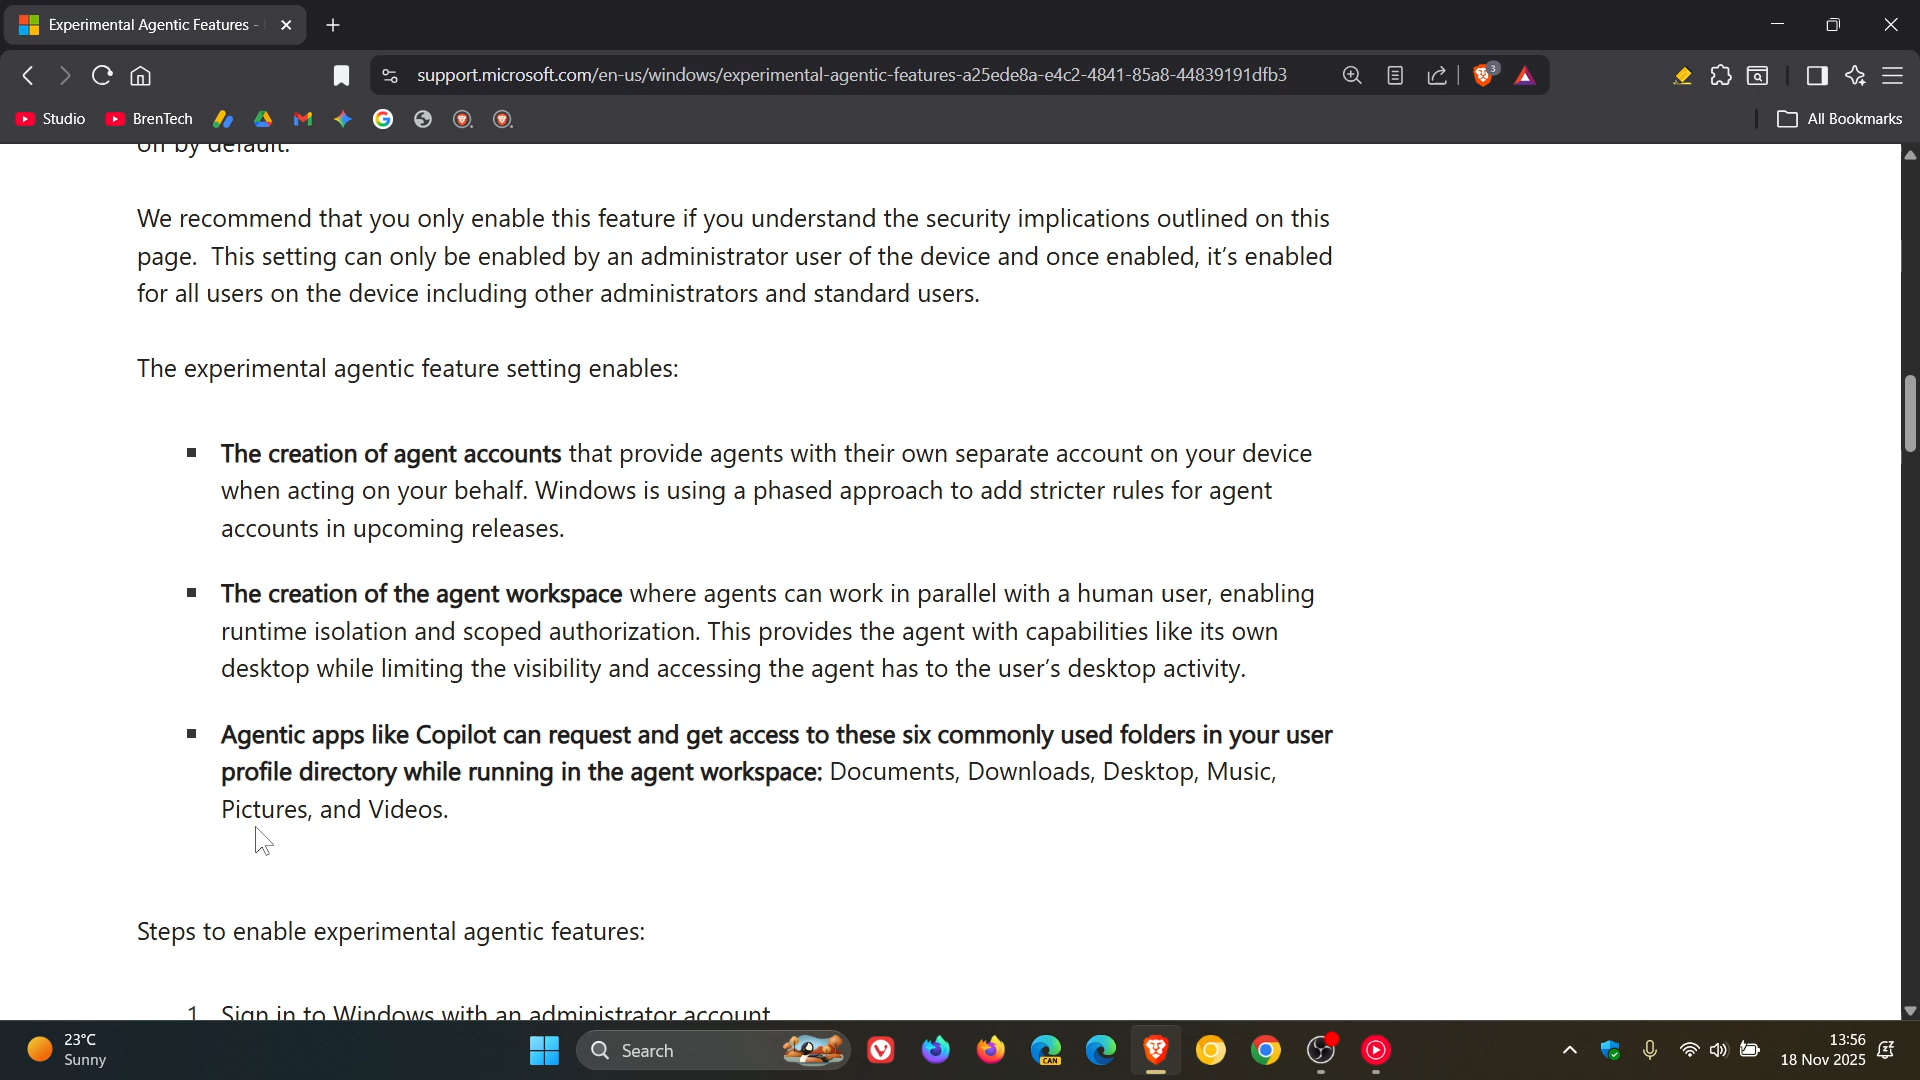 Experimental Agentic Features -
support.microsoft.com/en-us/windows/experimental-agentic-features-a25ede8a-e4c2-4841-85a8-44839191dfb3
3
Studio
BrenTech
All Bookmarks
off by default.
We recommend that you only enable this feature if you understand the security implications outlined on this
page. This setting can only be enabled by an administrator user of the device and once enabled, it's enabled
for all users on the device including other administrators and standard users.
The experimental agentic feature setting enables:
▪ The creation of agent accounts that provide agents with their own separate account on your device
when acting on your behalf. Windows is using a phased approach to add stricter rules for agent
accounts in upcoming releases.
▪ The creation of the agent workspace where agents can work in parallel with a human user, enabling
runtime isolation and scoped authorization. This provides the agent with capabilities like its own
desktop while limiting the visibility and accessing the agent has to the user's desktop activity.
▪ Agentic apps like Copilot can request and get access to these six commonly used folders in your user
profile directory while running in the agent workspace: Documents, Downloads, Desktop, Music,
Pictures, and Videos.
Steps to enable experimental agentic features:
1. Sign in to Windows with an administrator account
23°C
Sunny
Search
CAN
13:56
18 Nov 2025